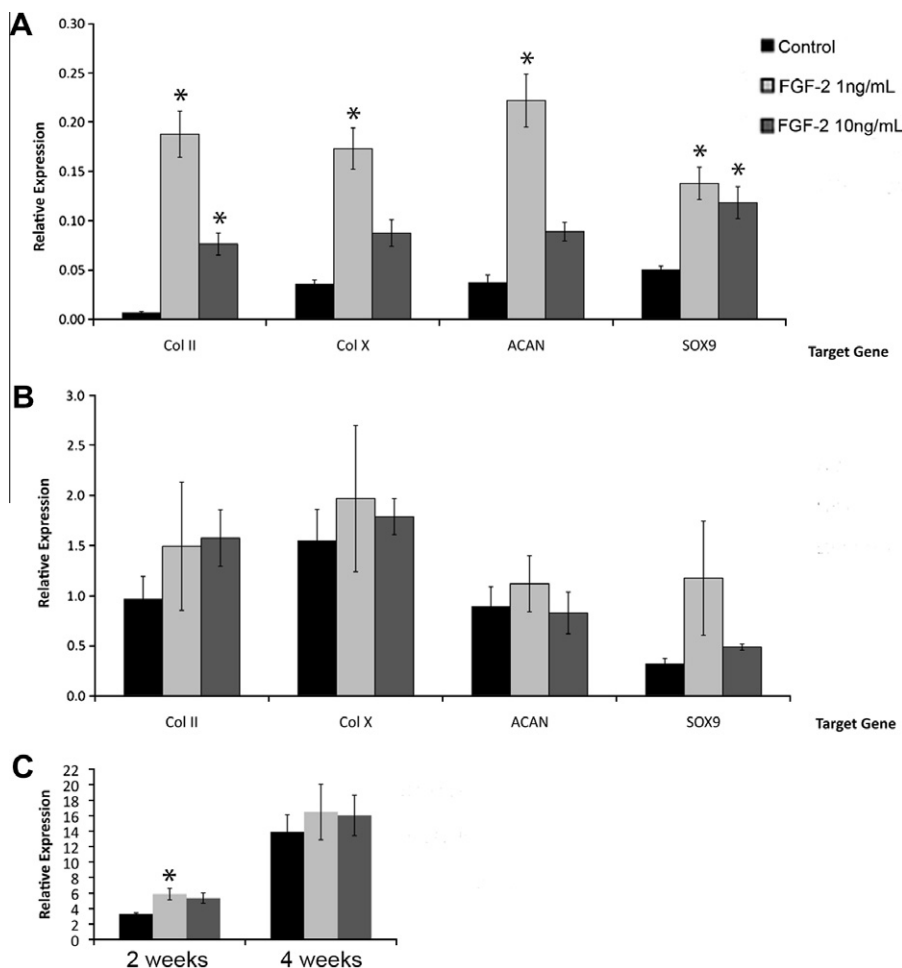 A
0.30
0.25
0.20
0.15
0.10
0.05
0.00
Relative Expression
* * * * * *
Control
FGF-2 1ng/mL
FGF-2 10ng/mL
Col II Col X ACAN SOX9
Target Gene
B
3.0
2.5
2.0
1.5
1.0
0.5
0.0
Relative Expression
Col II Col X ACAN SOX9
Target Gene
C
22
20
18
16
14
12
10
8
6
4
2
0
Relative Expression
*
2 weeks 4 weeks